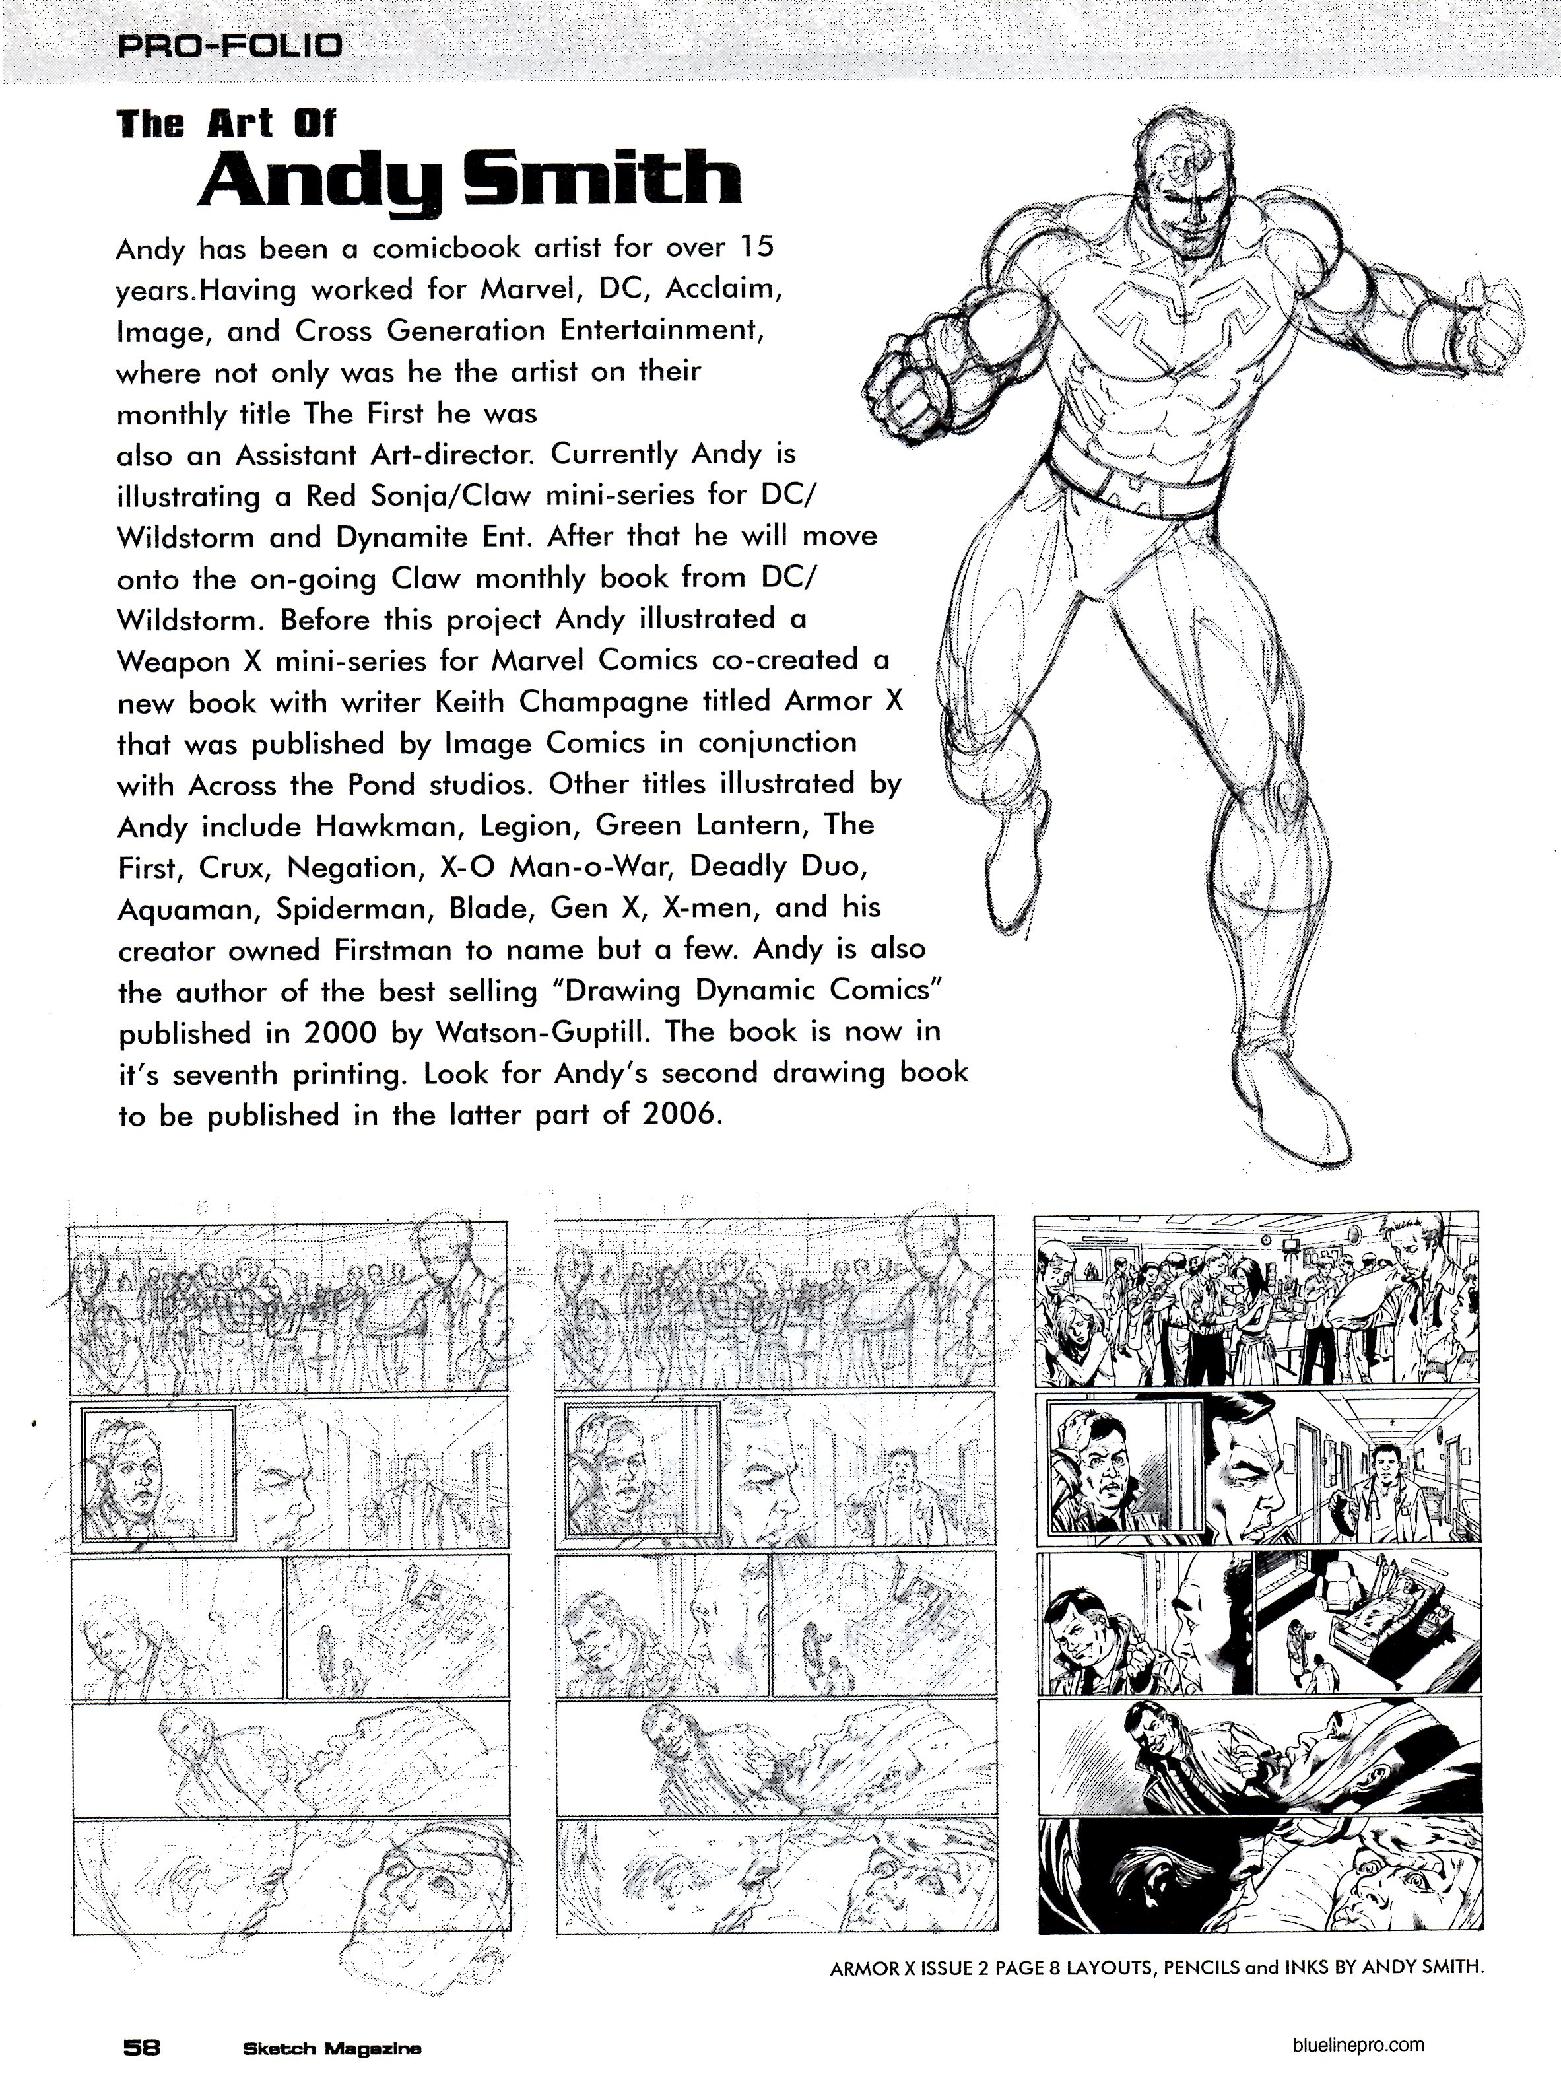 PRO-FOLIO
The Art Of
Andy Smith
Andy has been a comicbook artist for over 15
years.Having worked for Marvel, DC, Acclaim,
Image, and Cross Generation Entertainment,
where not only was he the artist on their
monthly title The First he was
also an Assistant Art-director. Currently Andy is
illustrating a Red Sonja/Claw mini-series for DC/
Wildstorm and Dynamite Ent. After that he will move
onto the on-going Claw monthly book from DC/
Wildstorm. Before this project Andy illustrated a
Weapon X mini-series for Marvel Comics co-created a
new book with writer Keith Champagne titled Armor X
that was published by Image Comics in conjunction
with Across the Pond studios. Other titles illustrated by
Andy include Hawkman, Legion, Green Lantern, The
First, Crux, Negation, X-O Man-o-War, Deadly Duo,
Aquaman, Spiderman, Blade, Gen X, X-men, and his
creator owned Firstman to name but a few. Andy is also
the author of the best selling "Drawing Dynamic Comics"
published in 2000 by Watson-Guptill. The book is now in
it's seventh printing. Look for Andy's second drawing book
to be published in the latter part of 2006.
ARMOR X ISSUE 2 PAGE 8 LAYOUTS, PENCILS and INKS BY ANDY SMITH.
58 Sketch Magazine bluelinepro.com